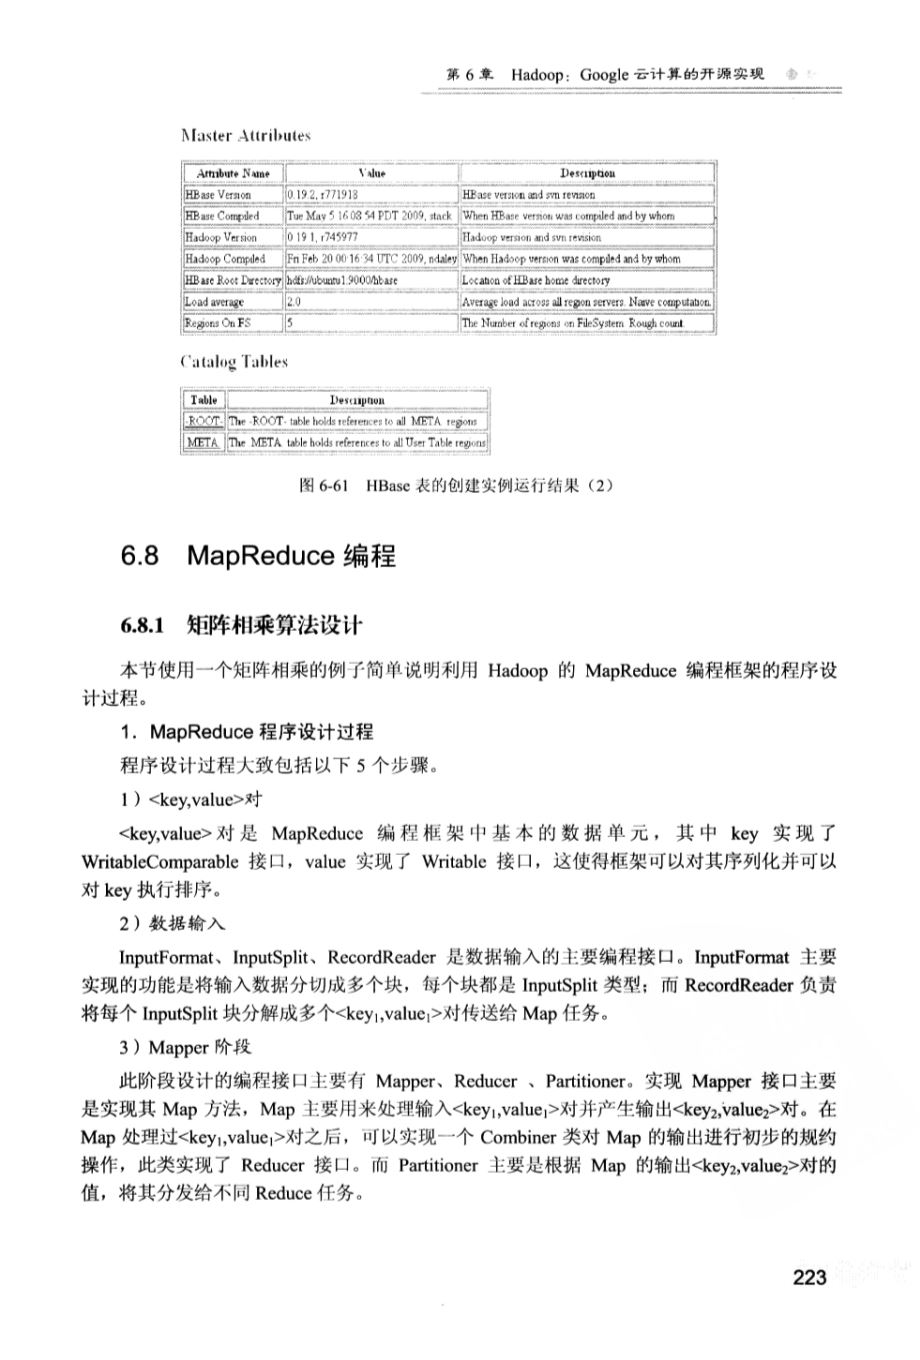 第 6 章 Hadoop：Google 云计算的开源实现
Master Attributes
Attribute Name Value Description
HBase Version 0.19.2, r771918 HBase version and svn revision
HBase Compiled Tue May 5 16:08:54 PDT 2009, stack When HBase version was compiled and by whom
Hadoop Version 0.19.1, r745977 Hadoop version and svn revision
Hadoop Compiled Fri Feb 20 00:16:34 UTC 2009, ndaley When Hadoop version was compiled and by whom
HBase Root Directory hdfs://ubuntu1:9000/hbase Location of HBase home directory
Load average 2.0 Average load across all region servers. Naive computation.
Regions On FS 5 The Number of regions on FileSystem. Rough count.
Catalog Tables
Table Description
-ROOT- The -ROOT- table holds references to all .META. regions
.META. The .META. table holds references to all User Table regions
图 6-61 HBase 表的创建实例运行结果（2）
6.8 MapReduce 编程
6.8.1 矩阵相乘算法设计
本节使用一个矩阵相乘的例子简单说明利用 Hadoop 的 MapReduce 编程框架的程序设
计过程。
1．MapReduce 程序设计过程
程序设计过程大致包括以下 5 个步骤。
1）<key,value>对
<key,value>对是 MapReduce 编程框架中基本的数据单元，其中 key 实现了
WritableComparable 接口，value 实现了 Writable 接口，这使得框架可以对其序列化并可以
对 key 执行排序。
2）数据输入
InputFormat、InputSplit、RecordReader 是数据输入的主要编程接口。InputFormat 主要
实现的功能是将输入数据分切成多个块，每个块都是 InputSplit 类型；而 RecordReader 负责
将每个 InputSplit 块分解成多个<key₁,value₁>对传送给 Map 任务。
3）Mapper 阶段
此阶段设计的编程接口主要有 Mapper、Reducer 、Partitioner。实现 Mapper 接口主要
是实现其 Map 方法，Map 主要用来处理输入<key₁,value₁>对并产生输出<key₂,value₂>对。在
Map 处理过<key₁,value₁>对之后，可以实现一个 Combiner 类对 Map 的输出进行初步的规约
操作，此类实现了 Reducer 接口。而 Partitioner 主要是根据 Map 的输出<key₂,value₂>对的
值，将其分发给不同 Reduce 任务。
223